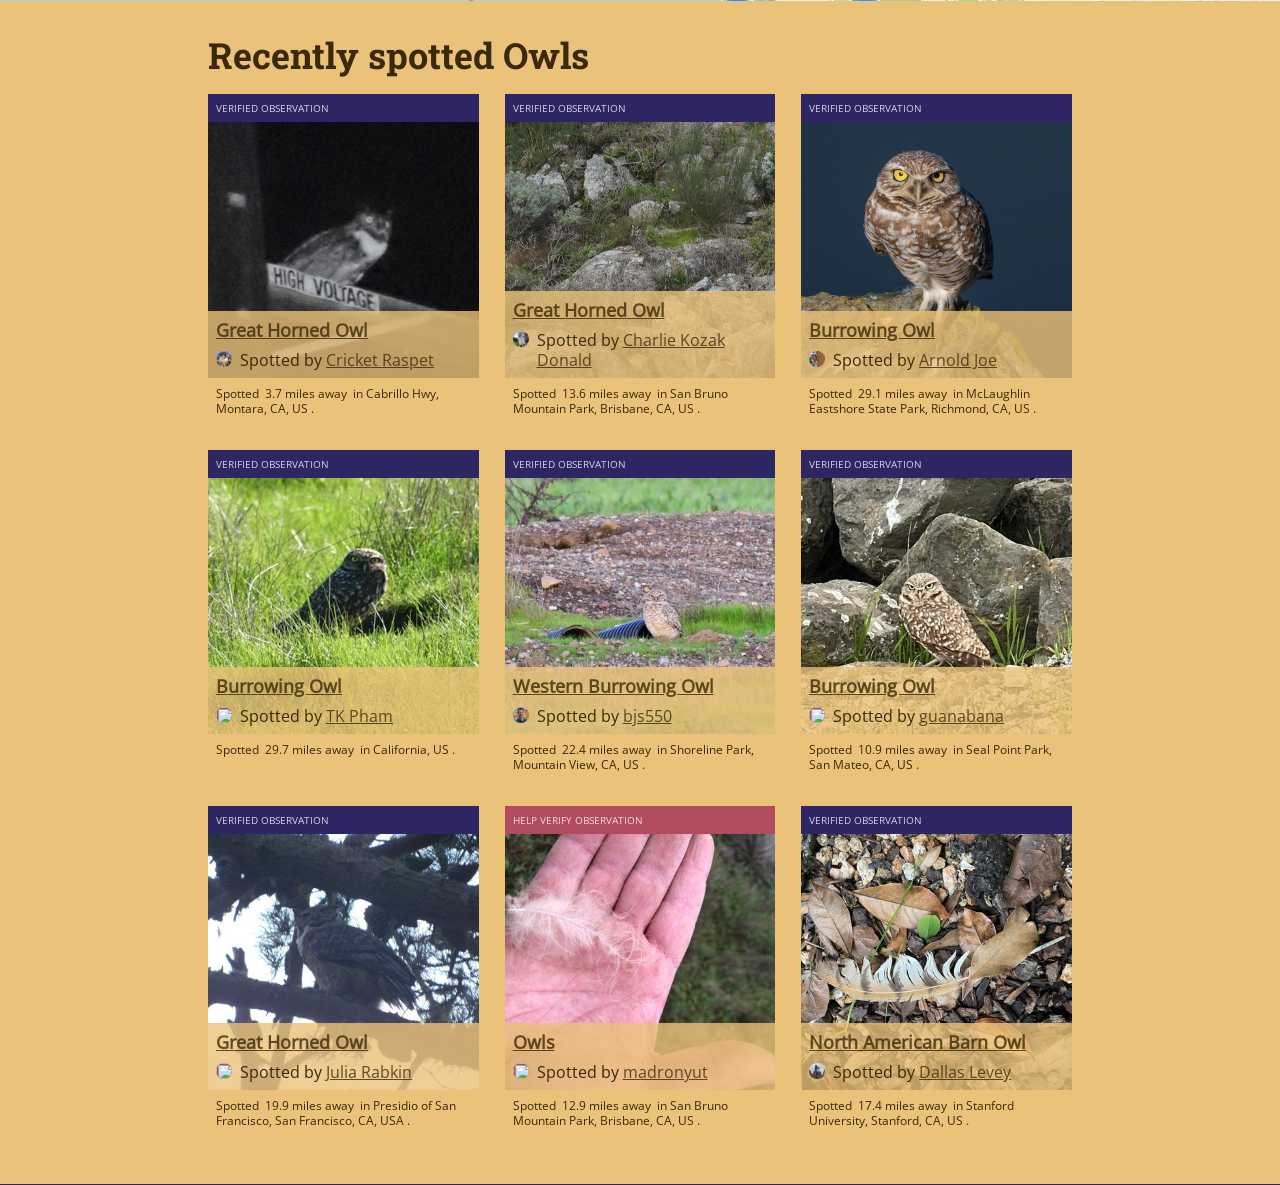 Recently spotted Owls
VERIFIED OBSERVATION
HIGH VOLTAGE
Great Horned Owl
Spotted by Cricket Raspet
Spotted 3.7 miles away in Cabrillo Hwy,
Montara, CA, US .
VERIFIED OBSERVATION
Great Horned Owl
Spotted by Charlie Kozak
Donald
Spotted 13.6 miles away in San Bruno
Mountain Park, Brisbane, CA, US .
VERIFIED OBSERVATION
Burrowing Owl
Spotted by Arnold Joe
Spotted 29.1 miles away in McLaughlin
Eastshore State Park, Richmond, CA, US .
VERIFIED OBSERVATION
Burrowing Owl
Spotted by TK Pham
Spotted 29.7 miles away in California, US .
VERIFIED OBSERVATION
Western Burrowing Owl
Spotted by bjs550
Spotted 22.4 miles away in Shoreline Park,
Mountain View, CA, US .
VERIFIED OBSERVATION
Burrowing Owl
Spotted by guanabana
Spotted 10.9 miles away in Seal Point Park,
San Mateo, CA, US .
VERIFIED OBSERVATION
Great Horned Owl
Spotted by Julia Rabkin
Spotted 19.9 miles away in Presidio of San
Francisco, San Francisco, CA, USA .
HELP VERIFY OBSERVATION
Owls
Spotted by madronyut
Spotted 12.9 miles away in San Bruno
Mountain Park, Brisbane, CA, US .
VERIFIED OBSERVATION
North American Barn Owl
Spotted by Dallas Levey
Spotted 17.4 miles away in Stanford
University, Stanford, CA, US .